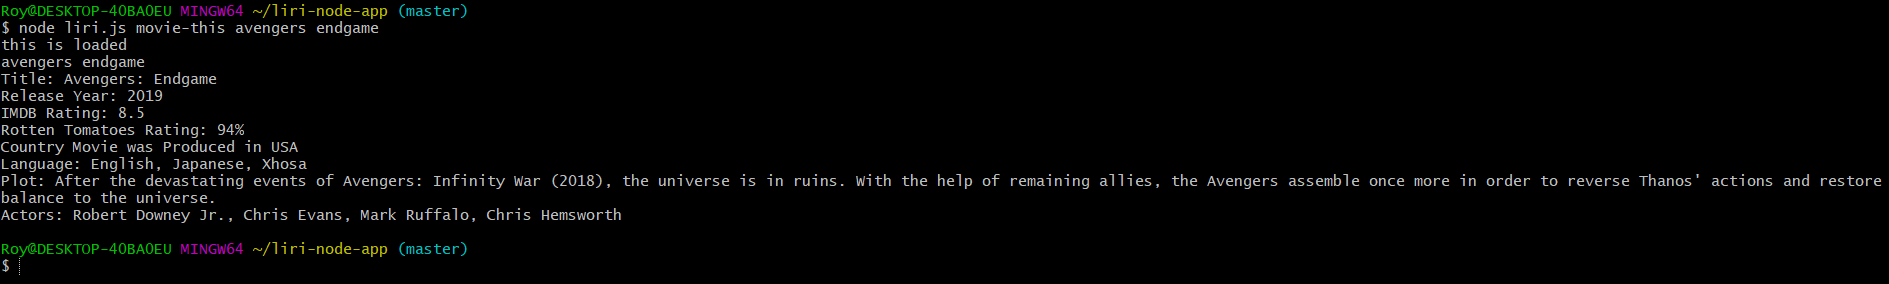 Roy@DESKTOP-40BA0EU MINGW64 ~/liri-node-app (master)
$ node liri.js movie-this avengers endgame
this is loaded
avengers endgame
Title: Avengers: Endgame
Release Year: 2019
IMDB Rating: 8.5
Rotten Tomatoes Rating: 94%
Country Movie was Produced in USA
Language: English, Japanese, Xhosa
Plot: After the devastating events of Avengers: Infinity War (2018), the universe is in ruins. With the help of remaining allies, the Avengers assemble once more in order to reverse Thanos' actions and restore
balance to the universe.
Actors: Robert Downey Jr., Chris Evans, Mark Ruffalo, Chris Hemsworth
Roy@DESKTOP-40BA0EU MINGW64 ~/liri-node-app (master)
$